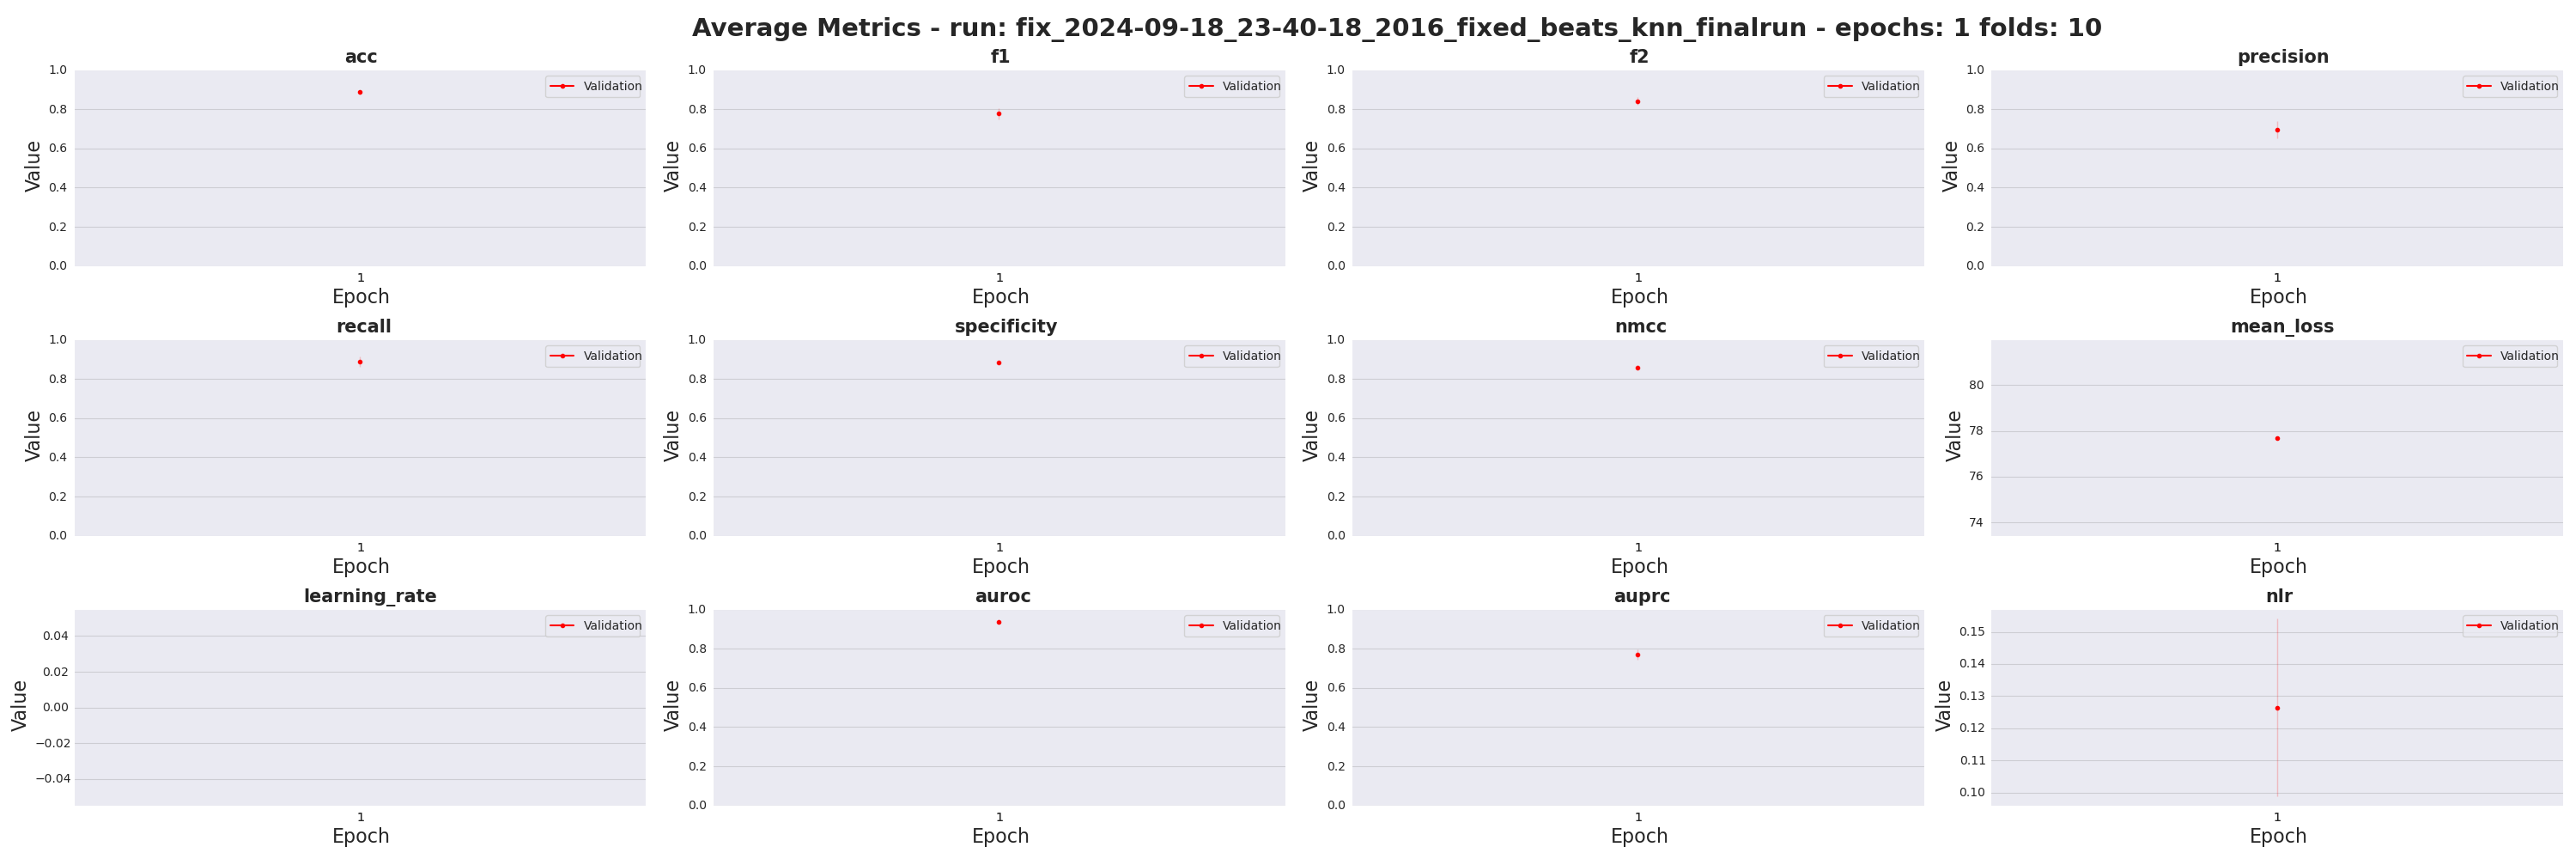 Average Metrics - run: fix_2024-09-18_23-40-18_2016_fixed_beats_knn_finalrun - epochs: 1 folds: 10
acc
1.0
0.8
0.6
0.4
0.2
0.0
Value
Validation
1
Epoch
f1
1.0
0.8
0.6
0.4
0.2
0.0
Value
Validation
1
Epoch
f2
1.0
0.8
0.6
0.4
0.2
0.0
Value
Validation
1
Epoch
precision
1.0
0.8
0.6
0.4
0.2
0.0
Value
Validation
1
Epoch
recall
1.0
0.8
0.6
0.4
0.2
0.0
Value
Validation
1
Epoch
specificity
1.0
0.8
0.6
0.4
0.2
0.0
Value
Validation
1
Epoch
nmcc
1.0
0.8
0.6
0.4
0.2
0.0
Value
Validation
1
Epoch
mean_loss
80
78
76
74
Value
Validation
1
Epoch
learning_rate
0.04
0.02
0.00
−0.02
−0.04
Value
Validation
1
Epoch
auroc
1.0
0.8
0.6
0.4
0.2
0.0
Value
Validation
1
Epoch
auprc
1.0
0.8
0.6
0.4
0.2
0.0
Value
Validation
1
Epoch
nlr
0.15
0.14
0.13
0.12
0.11
0.10
Value
Validation
1
Epoch